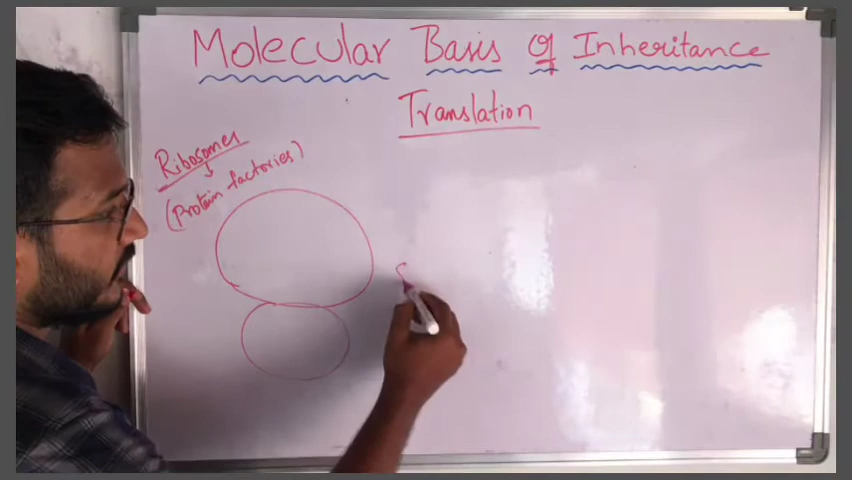 Molecular Basis Of Inheritance
Translation
Ribosomes
(Protein factories)